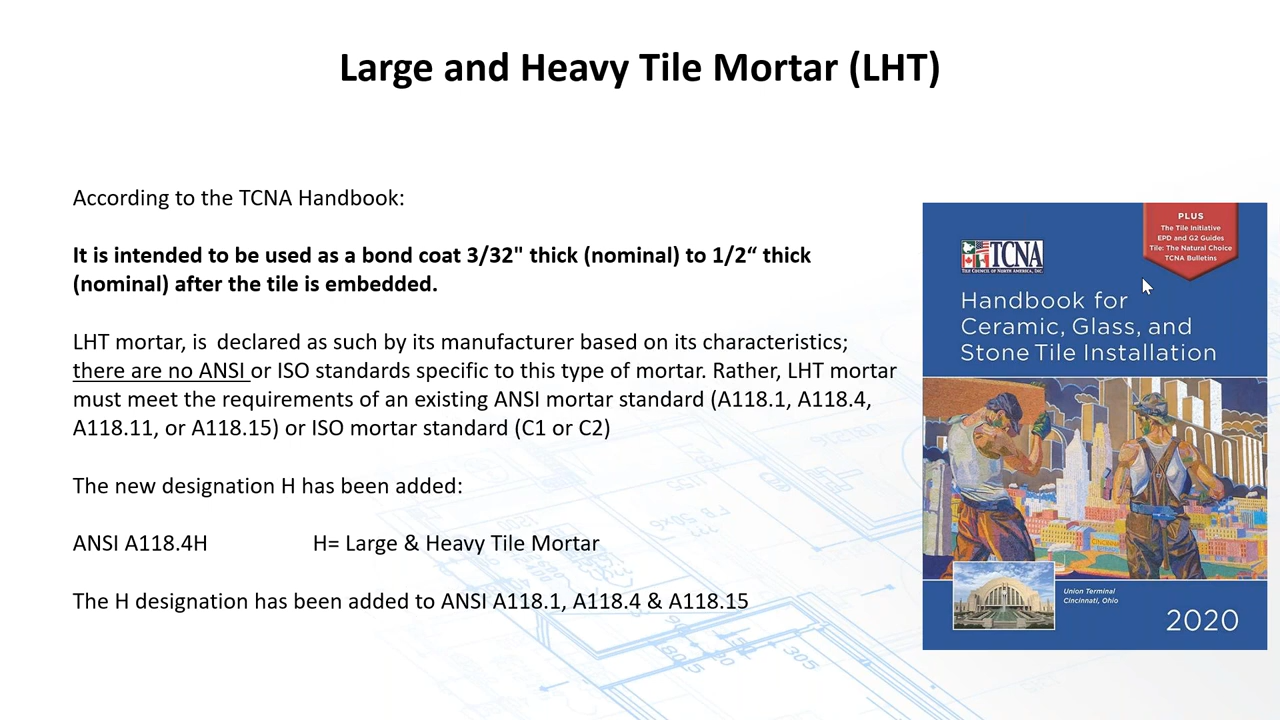 Large and Heavy Tile Mortar (LHT)
According to the TCNA Handbook:
It is intended to be used as a bond coat 3/32" thick (nominal) to 1/2“ thick
(nominal) after the tile is embedded.
LHT mortar, is  declared as such by its manufacturer based on its characteristics;
there are no ANSI or ISO standards specific to this type of mortar. Rather, LHT mortar
must meet the requirements of an existing ANSI mortar standard (A118.1, A118.4,
A118.11, or A118.15) or ISO mortar standard (C1 or C2)
The new designation H has been added:
ANSI A118.4H H= Large & Heavy Tile Mortar
The H designation has been added to ANSI A118.1, A118.4 & A118.15
PLUS
The Tile Initiative
EPD and G2 Guides
Tile: The Natural Choice
TCNA Bulletins
TCNA
TILE COUNCIL OF NORTH AMERICA, INC.
Handbook for
Ceramic, Glass, and
Stone Tile Installation
Union Terminal
Cincinnati, Ohio
2020
305